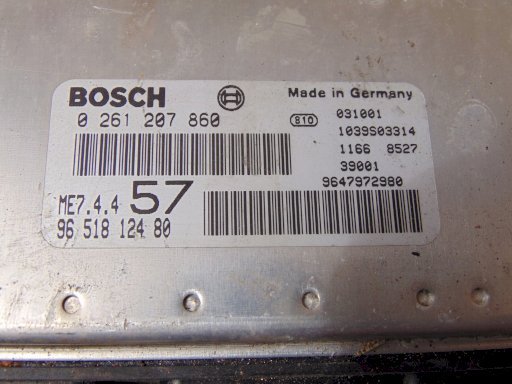 BOSCH
Made in Germany
0 261 207 860
810
031001
1039S03314
1166 8527
39001
9647972980
ME7.4.4 57
96 518 124 80